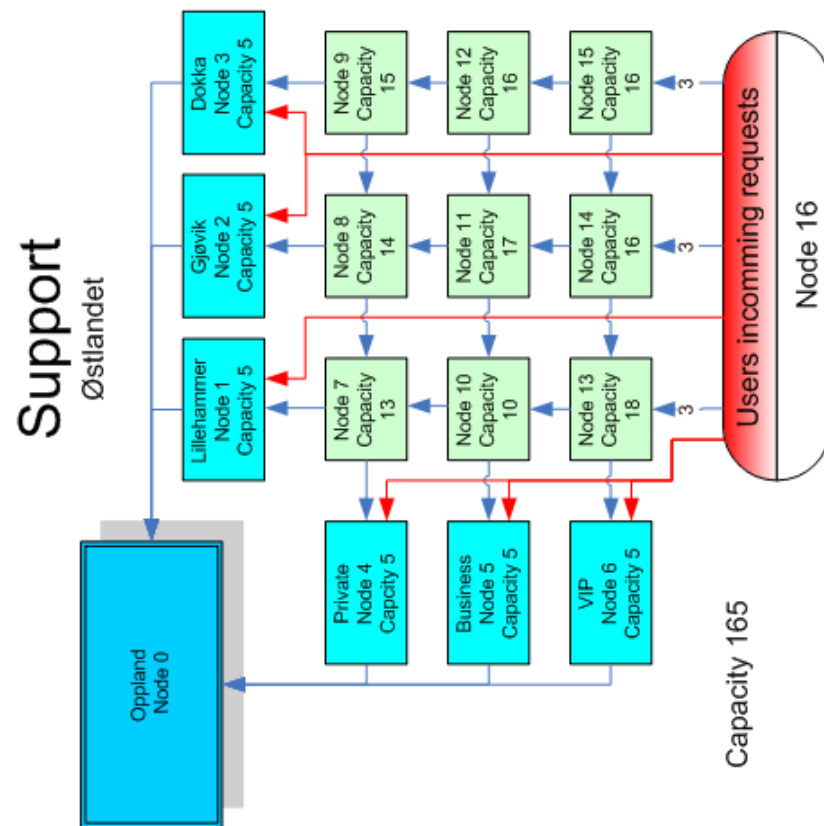 Support
Østlandet
Oppland
Node 0
Lillehammer
Node 1
Capacity 5
Gjøvik
Node 2
Capacity 5
Dokka
Node 3
Capacity 5
Private
Node 4
Capcity 5
Node 7
Capacity
13
Node 8
Capacity
14
Node 9
Capacity
15
Business
Node 5
Capacity 5
Node 10
Capacity
10
Node 11
Capacity
17
Node 12
Capacity
16
VIP
Node 6
Capacity 5
Node 13
Capacity
18
Node 14
Capacity
16
Node 15
Capacity
16
3
3
3
Capacity 165
Users incomming requests
Node 16